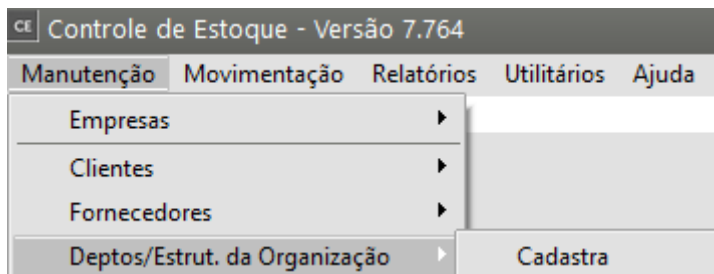 CE Controle de Estoque - Versão 7.764
Manutenção Movimentação Relatórios Utilitários Ajuda
Empresas
Clientes
Fornecedores
Deptos/Estrut. da Organização Cadastra